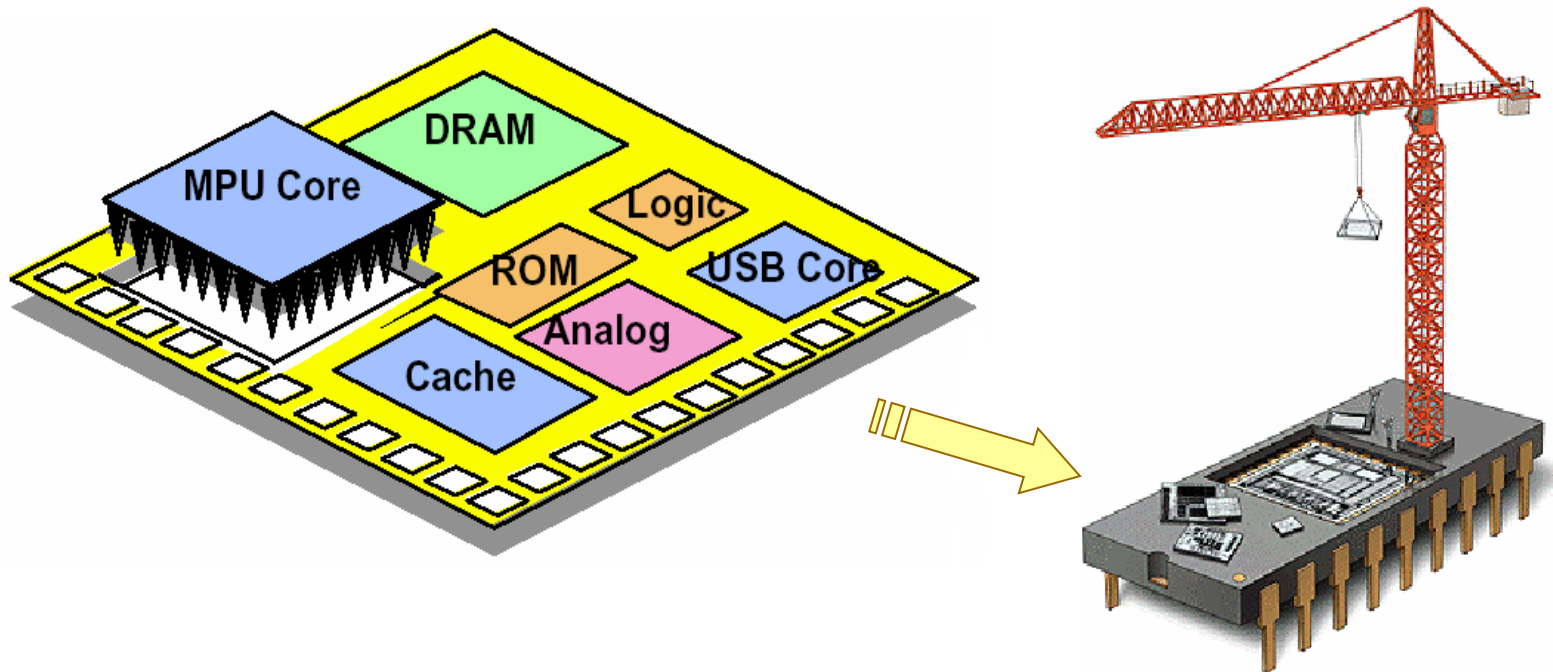 DRAM
MPU Core
Logic
ROM
USB Core
Analog
Cache